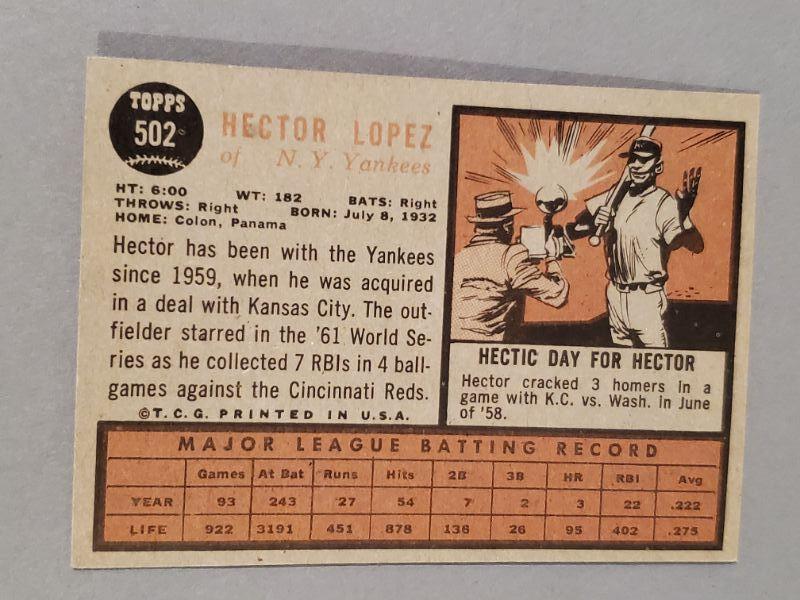 TOPPS
502
HECTOR LOPEZ
of N. Y. Yankees
HT: 6:00 WT: 182 BATS: Right
THROWS: Right BORN: July 8, 1932
HOME: Colon, Panama
Hector has been with the Yankees
since 1959, when he was acquired
in a deal with Kansas City. The out-
fielder starred in the '61 World Se-
ries as he collected 7 RBIs in 4 ball-
games against the Cincinnati Reds.
©T.C.G. PRINTED IN U.S.A.
HECTIC DAY FOR HECTOR
Hector cracked 3 homers in a
game with K.C. vs. Wash. in June
of '58.
MAJOR LEAGUE BATTING RECORD
Games At Bat Runs Hits 2B 3B HR RBI Avg
YEAR 93 243 27 54 7 2 3 22 .222
LIFE 922 3191 451 878 136 26 95 402 .275